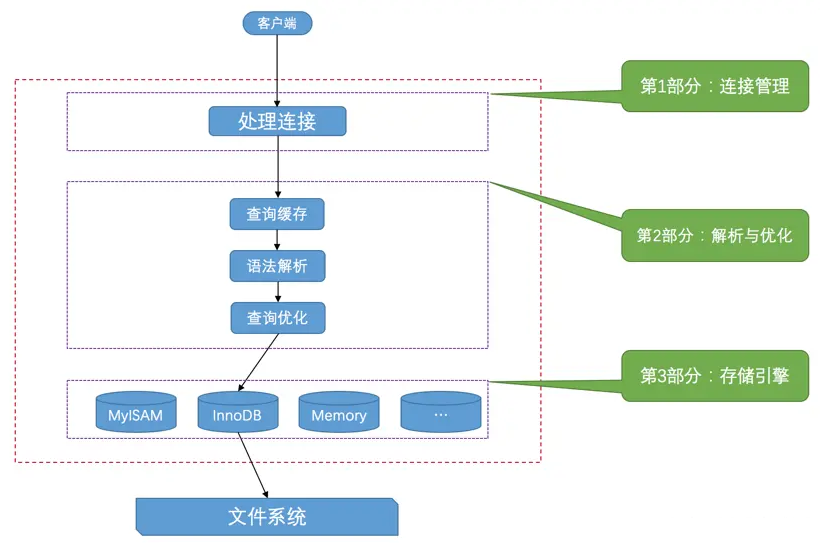 客户端
处理连接
第1部分：连接管理
查询缓存
语法解析
查询优化
第2部分：解析与优化
MyISAM
InnoDB
Memory
…
第3部分：存储引擎
文件系统